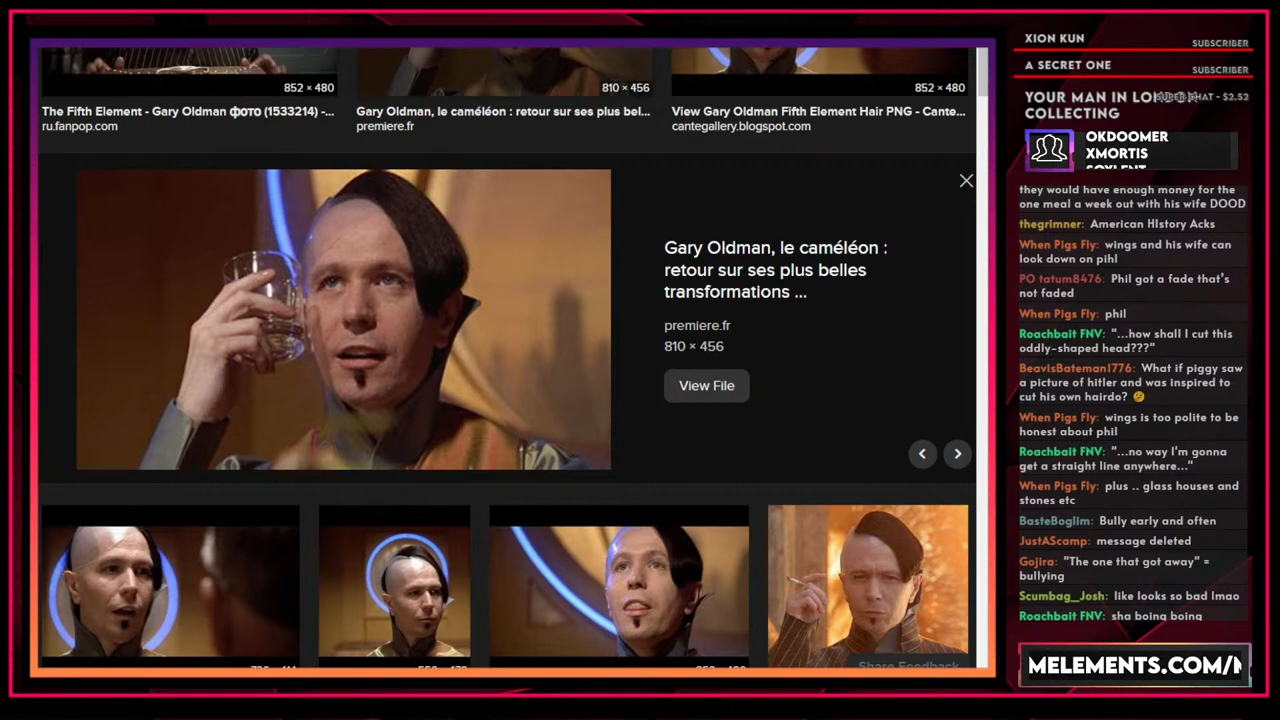 852 × 480
810 × 456
852 × 480
The Fifth Element - Gary Oldman фото (1533214) -...
ru.fanpop.com
Gary Oldman, le caméléon : retour sur ses plus bel...
premiere.fr
View Gary Oldman Fifth Element Hair PNG - Cante...
cantegallery.blogspot.com
Gary Oldman, le caméléon :
retour sur ses plus belles
transformations ...
premiere.fr
810 × 456
View File
Share Feedback
XION KUN
SUBSCRIBER
A SECRET ONE
SUBSCRIBER
YOUR MAN IN
CHAT - $2.52
COLLECTING
OKDOOMER
XMORTIS
they would have enough money for the
one meal a week out with his wife DOOD
thegrimner: American HIstory Acks
When Pigs Fly: wings and his wife can
look down on pihl
PO tatum8476: Phil got a fade that's
not faded
When Pigs Fly: phil
Roachbait FNV: "...how shall I cut this
oddly-shaped head???"
BeavisBateman1776: What if piggy saw
a picture of hitler and was inspired to
cut his own hairdo? 🤔
When Pigs Fly: wings is too polite to be
honest about phil
Roachbait FNV: "...no way I'm gonna
get a straight line anywhere..."
When Pigs Fly: plus .. glass houses and
stones etc
BasteBoglim: Bully early and often
JustAScamp: message deleted
Gojira: "The one that got away" =
bullying
Scumbag_Josh: like looks so bad lmao
Roachbait FNV: sha boing boing
MELEMENTS.COM/